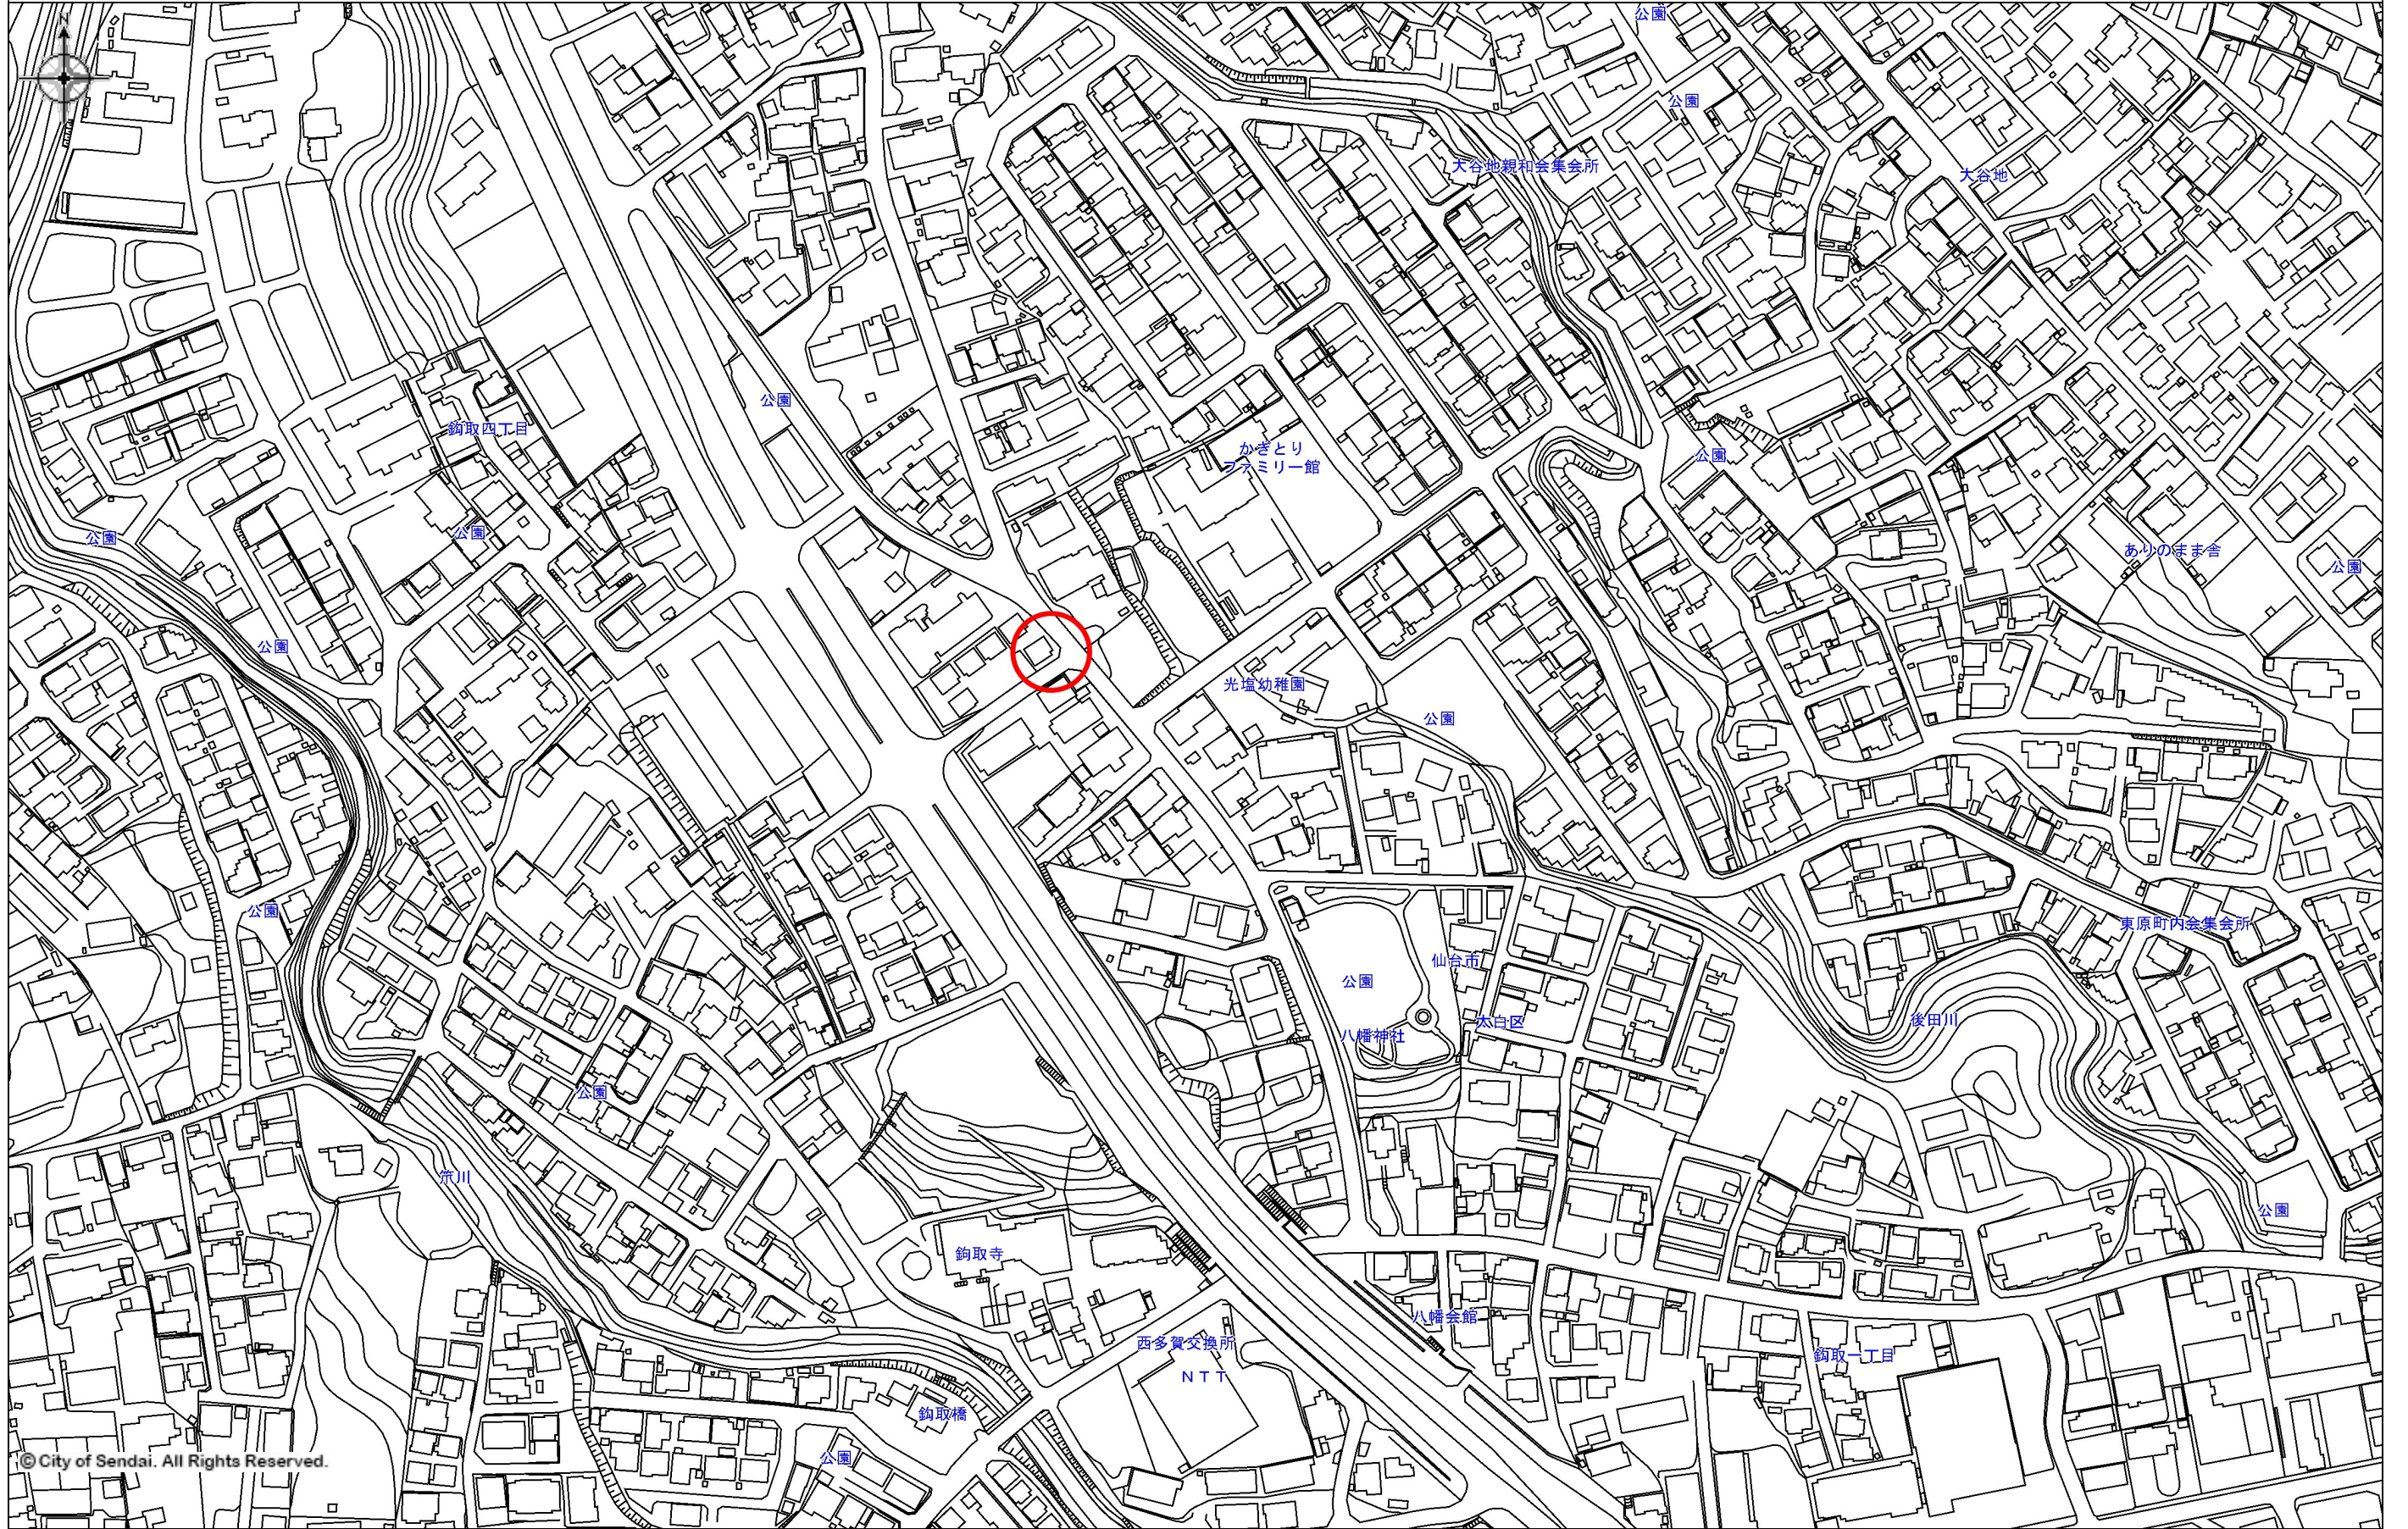 N
公園
公園
大谷地親和会集会所
大谷地
公園
鈎取四丁目
かぎとり
ファミリー館
公園
公園
公園
ありのまま舎
公園
公園
光塩幼稚園
公園
公園
東原町内会集会所
仙台市
公園
太白区
八幡神社
後田川
公園
笊川
公園
鈎取寺
八幡会館
西多賀交換所
NTT
鈎取一丁目
鈎取橋
公園
©City of Sendai. All Rights Reserved.